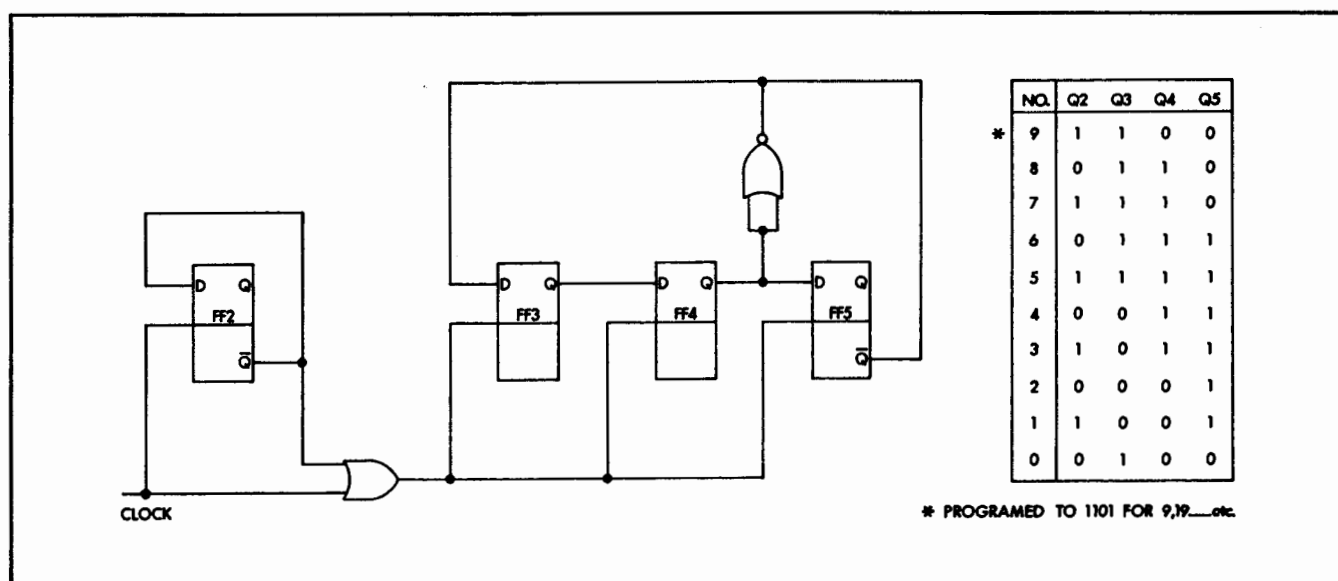 NO. Q2 Q3 Q4 Q5
* 9 1 1 0 0
8 0 1 1 0
7 1 1 1 0
6 0 1 1 1
5 1 1 1 1
4 0 0 1 1
3 1 0 1 1
2 0 0 0 1
1 1 0 0 1
0 0 1 0 0
D Q
FF2
Q̅
D Q
FF3
D Q
FF4
D Q
FF5
Q̅
CLOCK
* PROGRAMED TO 1101 FOR 9,19......etc.